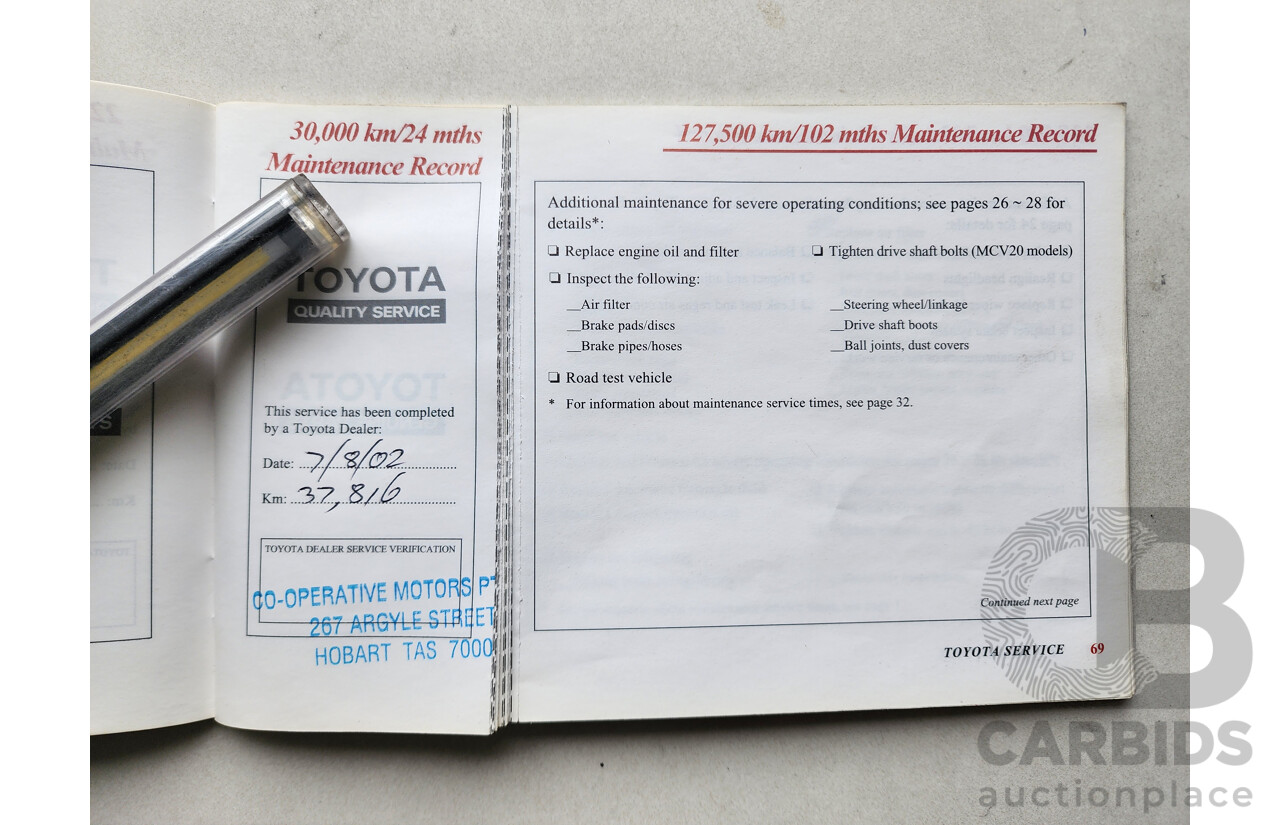 30,000 km/24 mths
Maintenance Record
TOYOTA
QUALITY SERVICE
This service has been completed
by a Toyota Dealer:
Date: 7/8/02
Km: 37,816
TOYOTA DEALER SERVICE VERIFICATION
CO-OPERATIVE MOTORS PT
267 ARGYLE STREET
HOBART TAS 7000
127,500 km/102 mths Maintenance Record
Additional maintenance for severe operating conditions; see pages 26 ~ 28 for
details*:
❏ Replace engine oil and filter
❏ Tighten drive shaft bolts (MCV20 models)
❏ Inspect the following:
__Air filter
__Brake pads/discs
__Brake pipes/hoses
__Steering wheel/linkage
__Drive shaft boots
__Ball joints, dust covers
❏ Road test vehicle
* For information about maintenance service times, see page 32.
Continued next page
TOYOTA SERVICE 69
CARBIDS
auctionplace